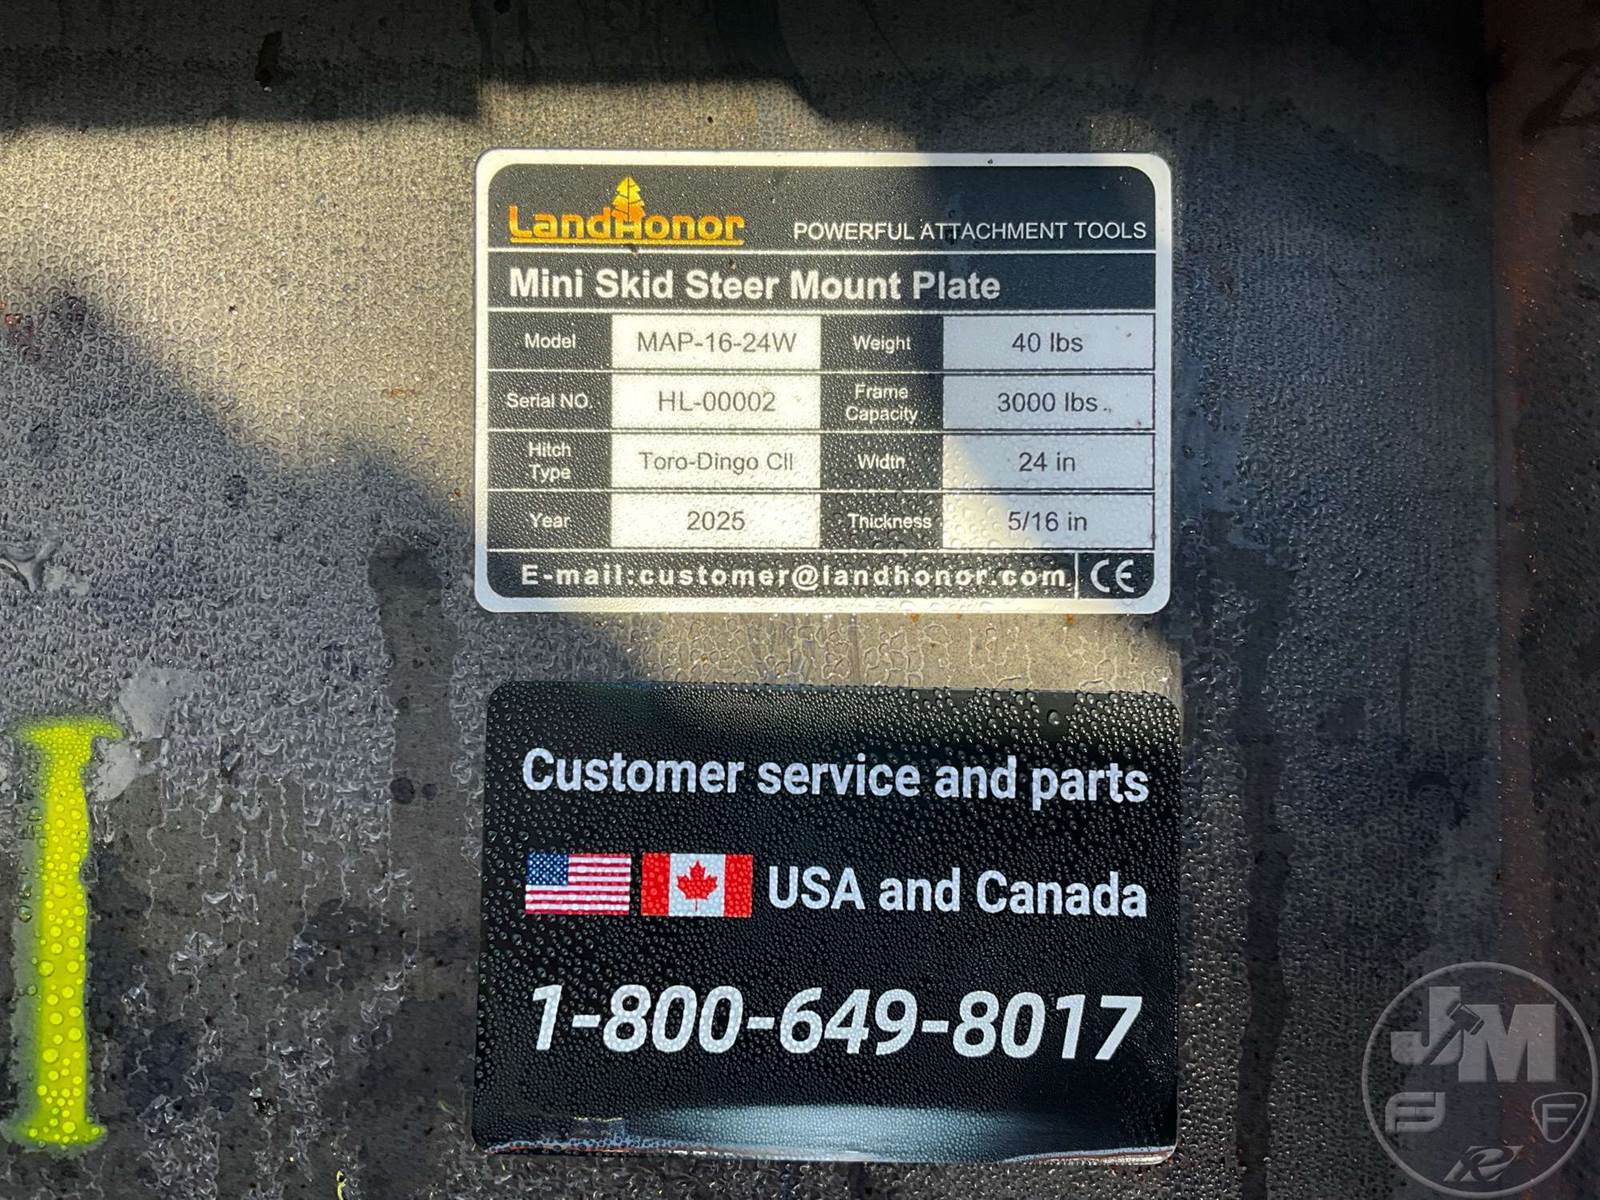 LandHonor
POWERFUL ATTACHMENT TOOLS
Mini Skid Steer Mount Plate
Model MAP-16-24W Weight 40 lbs
Serial NO. HL-00002 Frame Capacity 3000 lbs
Hitch Type Toro-Dingo CII Width 24 in
Year 2025 Thickness 5/16 in
E-mail:customer@landhonor.com CE
Customer service and parts
USA and Canada
1-800-649-8017
JM